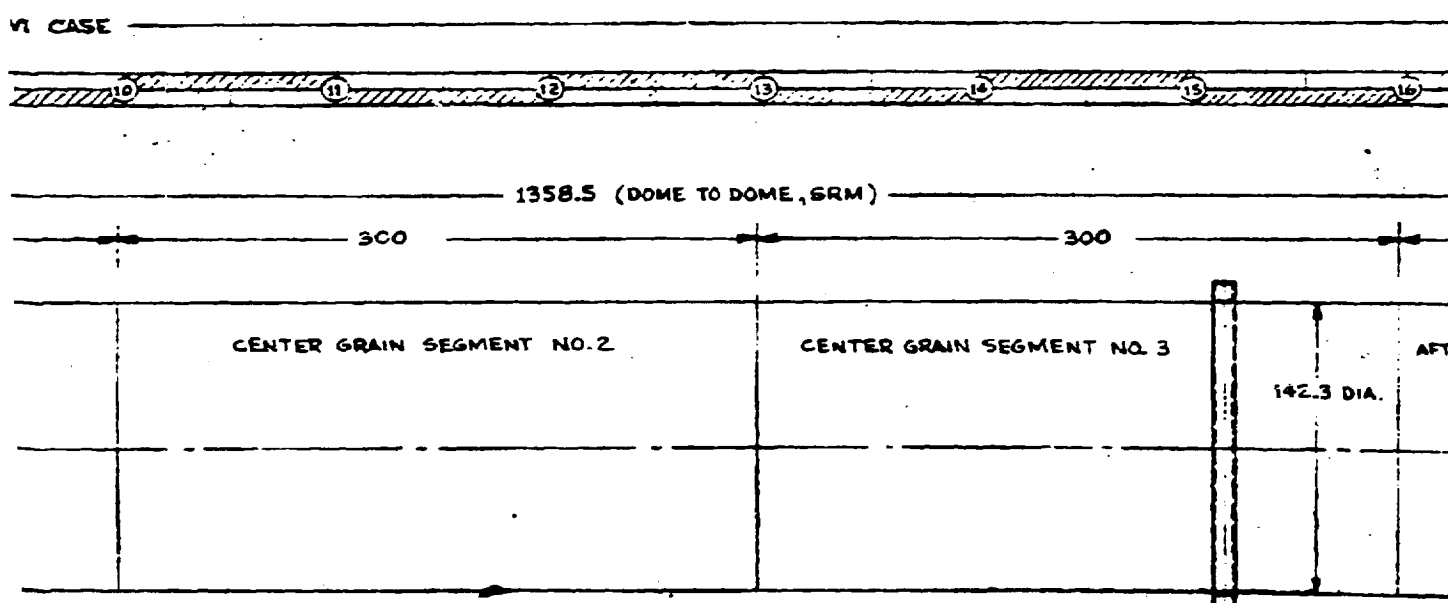 CASE
10 11 12 13 14 15 16
1358.5 (DOME TO DOME, SRM)
300 300
CENTER GRAIN SEGMENT NO. 2 CENTER GRAIN SEGMENT NO. 3 AFT
142.3 DIA.